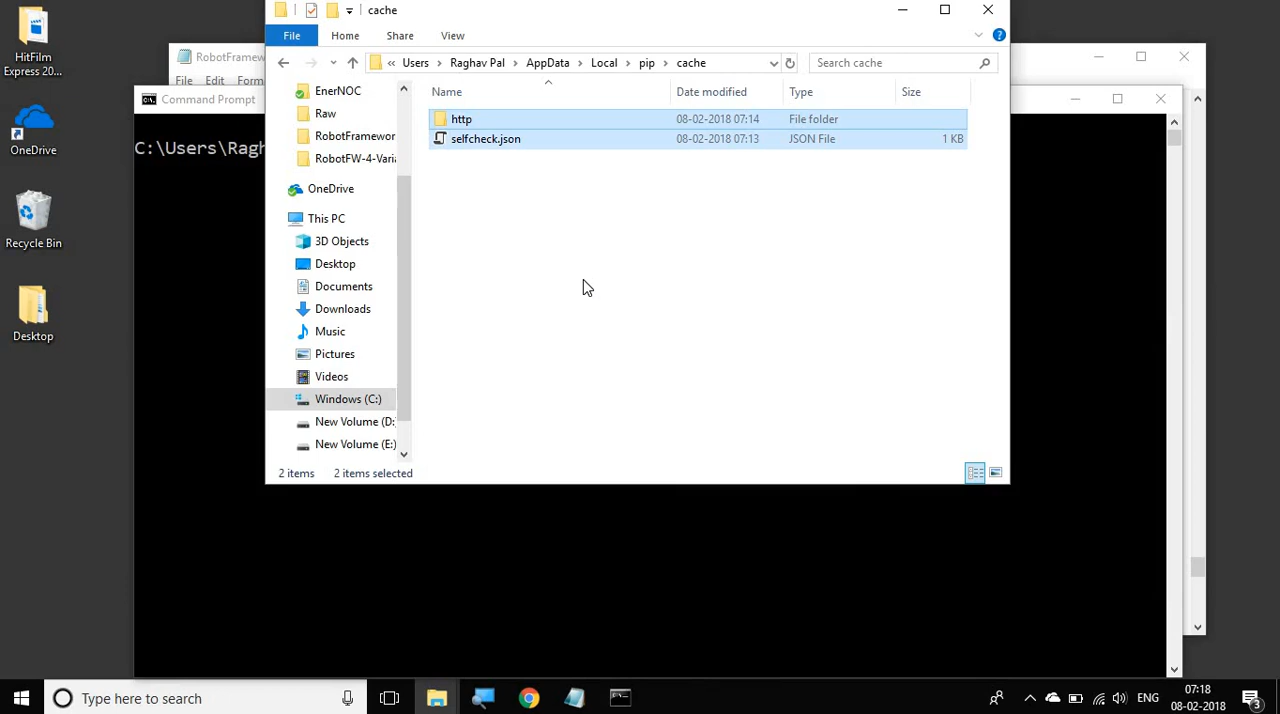 HitFilm
Express 20...
OneDrive
Recycle Bin
Desktop
RobotFramew
File Edit Form
Command Prompt
C:\Users\Ragh
cache
File Home Share View
« Users > Raghav Pal > AppData > Local > pip > cache
Search cache
Name Date modified Type Size
http 08-02-2018 07:14 File folder
selfcheck.json 08-02-2018 07:13 JSON File 1 KB
EnerNOC
Raw
RobotFramewor
RobotFW-4-Varia
OneDrive
This PC
3D Objects
Desktop
Documents
Downloads
Music
Pictures
Videos
Windows (C:)
New Volume (D:
New Volume (E:)
2 items 2 items selected
Type here to search
ENG
07:18
08-02-2018
3